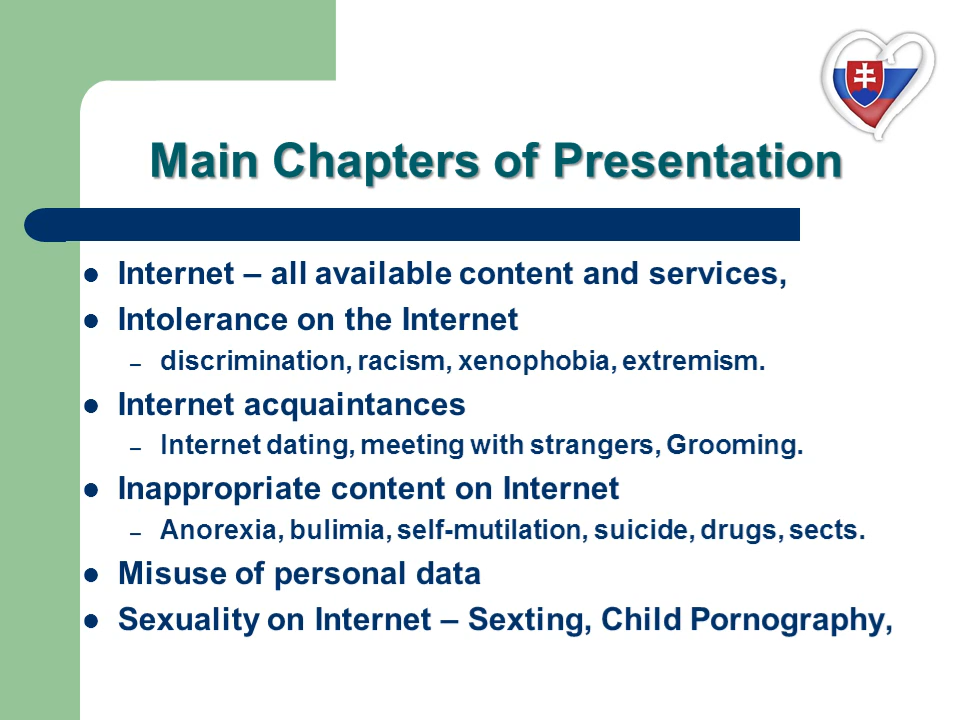 Main Chapters of Presentation
● Internet – all available content and services,
● Intolerance on the Internet
– discrimination, racism, xenophobia, extremism.
● Internet acquaintances
– Internet dating, meeting with strangers, Grooming.
● Inappropriate content on Internet
– Anorexia, bulimia, self-mutilation, suicide, drugs, sects.
● Misuse of personal data
● Sexuality on Internet – Sexting, Child Pornography,